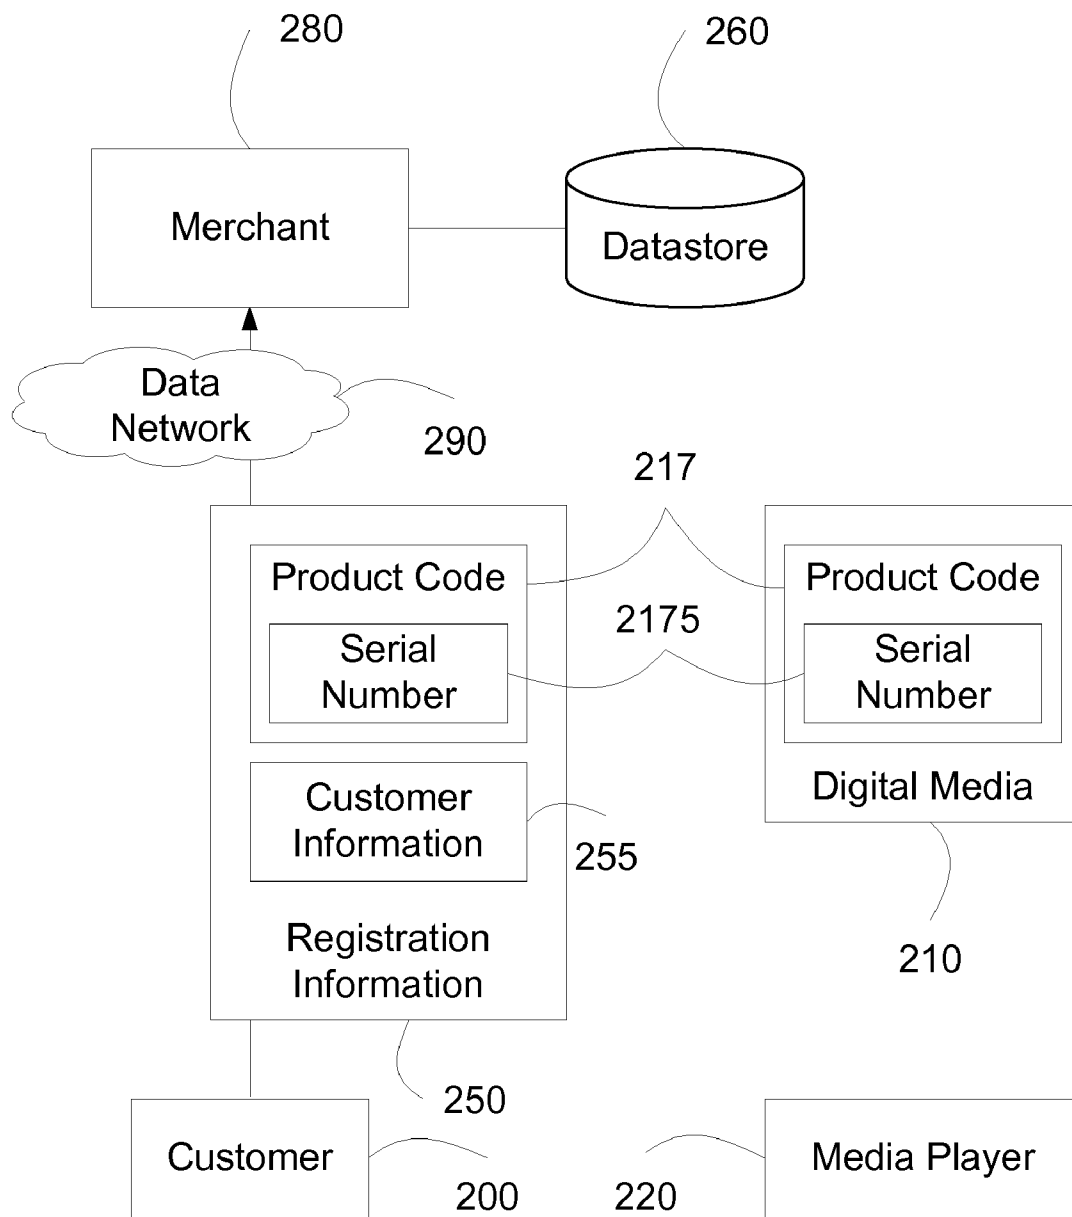 280
260
Merchant
Datastore
Data
Network
290
217
Product Code
Product Code
2175
Serial
Number
Serial
Number
Customer
Information
255
Digital Media
Registration
Information
210
250
Customer
Media Player
200
220